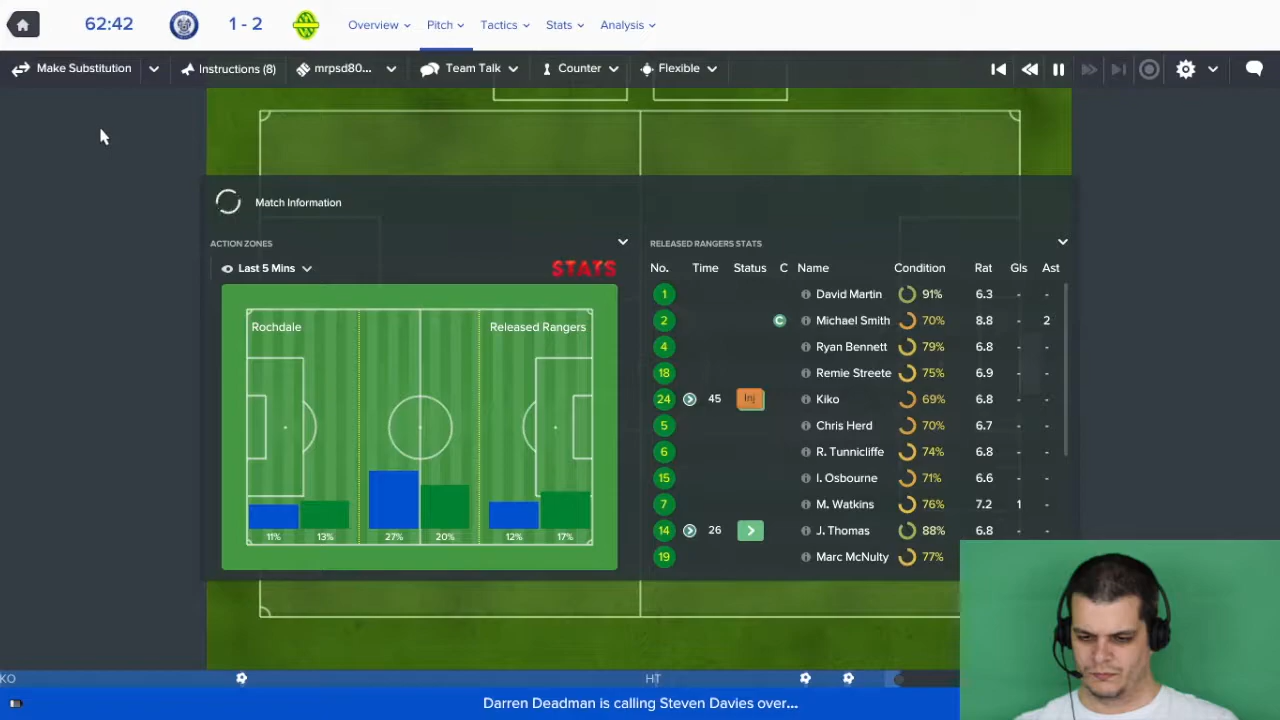 62:42 1 - 2 Overview Pitch Tactics Stats Analysis
Make Substitution Instructions (8) mrpsd80... Team Talk Counter Flexible
Match Information
ACTION ZONES
Last 5 Mins STATS
Rochdale Released Rangers
11% 13% 27% 20% 12% 17%
RELEASED RANGERS STATS
No. Time Status C Name Condition Rat Gls Ast
1 David Martin 91% 6.3 - -
2 C Michael Smith 70% 8.8 - 2
4 Ryan Bennett 79% 6.8 - -
18 Remie Streete 75% 6.9 - -
24 45 Inj Kiko 69% 6.8 - -
5 Chris Herd 70% 6.7 - -
6 R. Tunnicliffe 74% 6.8 - -
15 I. Osbourne 71% 6.6 - -
7 M. Watkins 76% 7.2 1 -
14 26 J. Thomas 88% 6.8 - -
19 Marc McNulty 77%
KO HT
Darren Deadman is calling Steven Davies over...